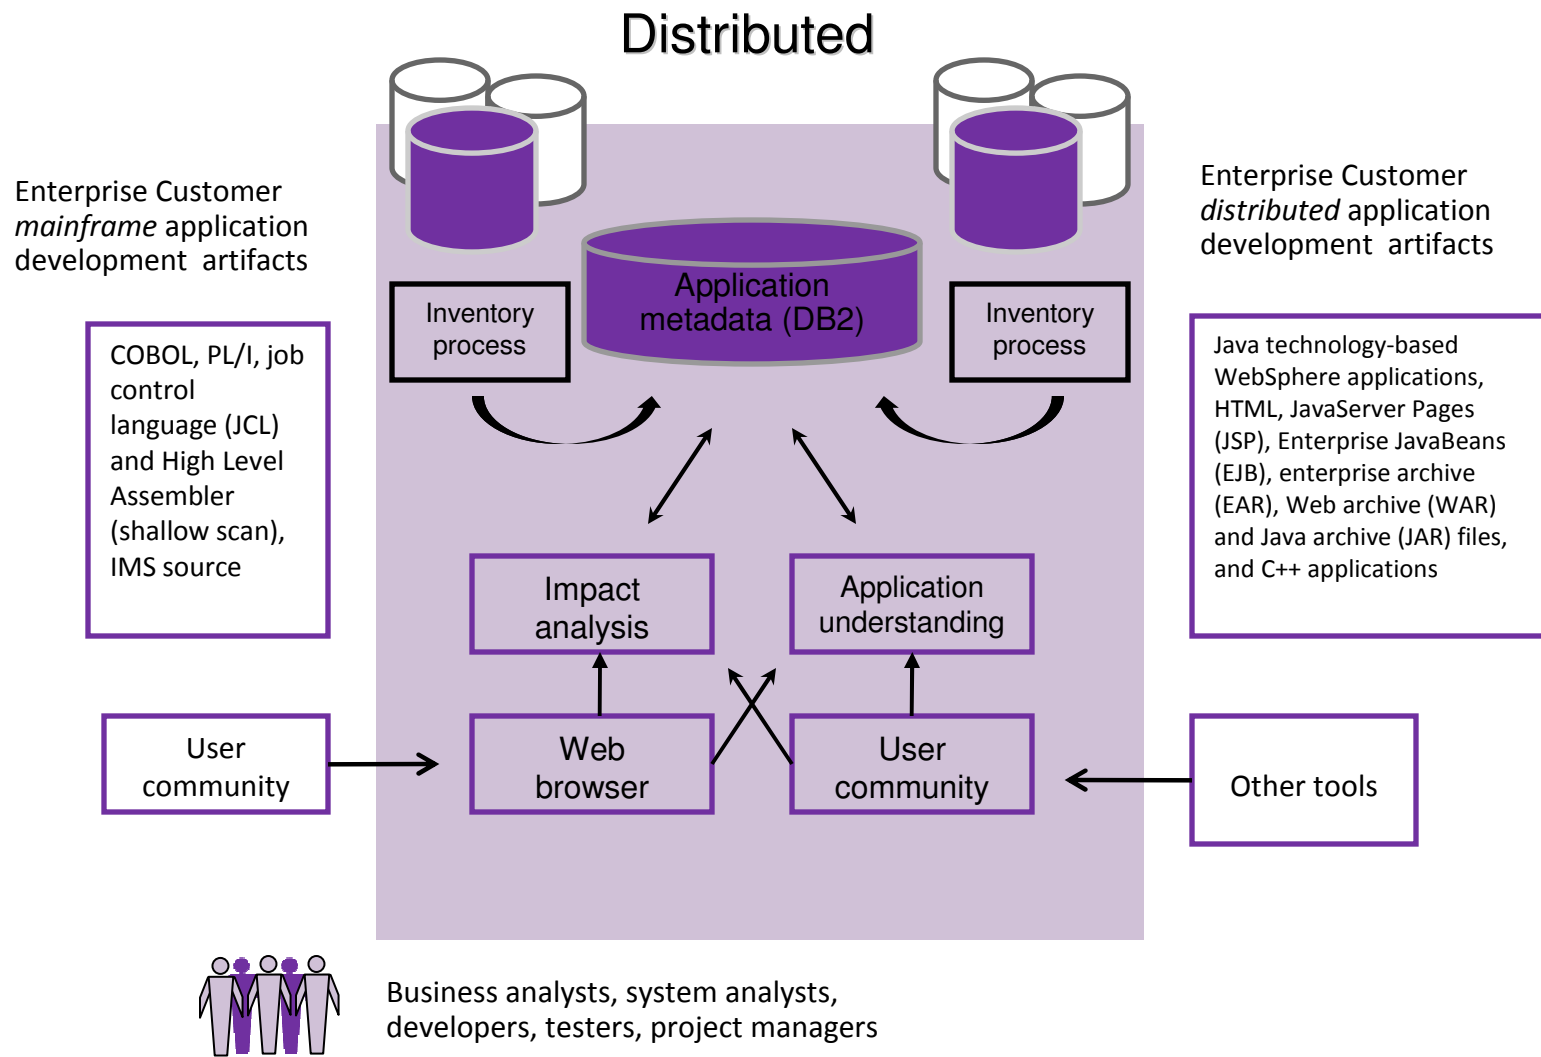 Distributed
Enterprise Customer
mainframe application
development artifacts
Enterprise Customer
distributed application
development artifacts
Application
metadata (DB2)
Inventory
process
Inventory
process
COBOL, PL/I, job
control
language (JCL)
and High Level
Assembler
(shallow scan),
IMS source
Java technology-based
WebSphere applications,
HTML, JavaServer Pages
(JSP), Enterprise JavaBeans
(EJB), enterprise archive
(EAR), Web archive (WAR)
and Java archive (JAR) files,
and C++ applications
Impact
analysis
Application
understanding
User
community
Web
browser
User
community
Other tools
Business analysts, system analysts,
developers, testers, project managers